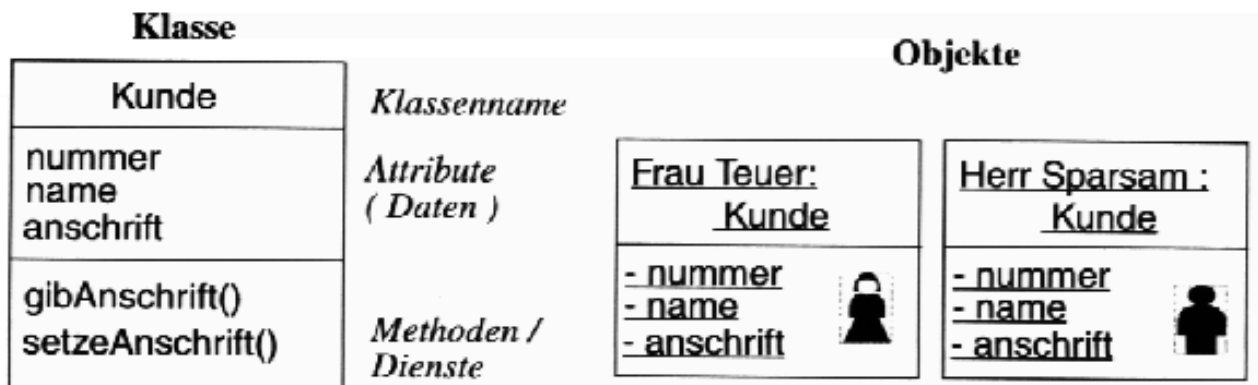 Klasse
Kunde
nummer
name
anschrift
gibAnschrift()
setzeAnschrift()
Klassenname
Attribute
( Daten )
Methoden /
Dienste
Objekte
Frau Teuer:
Kunde
- nummer
- name
- anschrift
Herr Sparsam :
Kunde
- nummer
- name
- anschrift